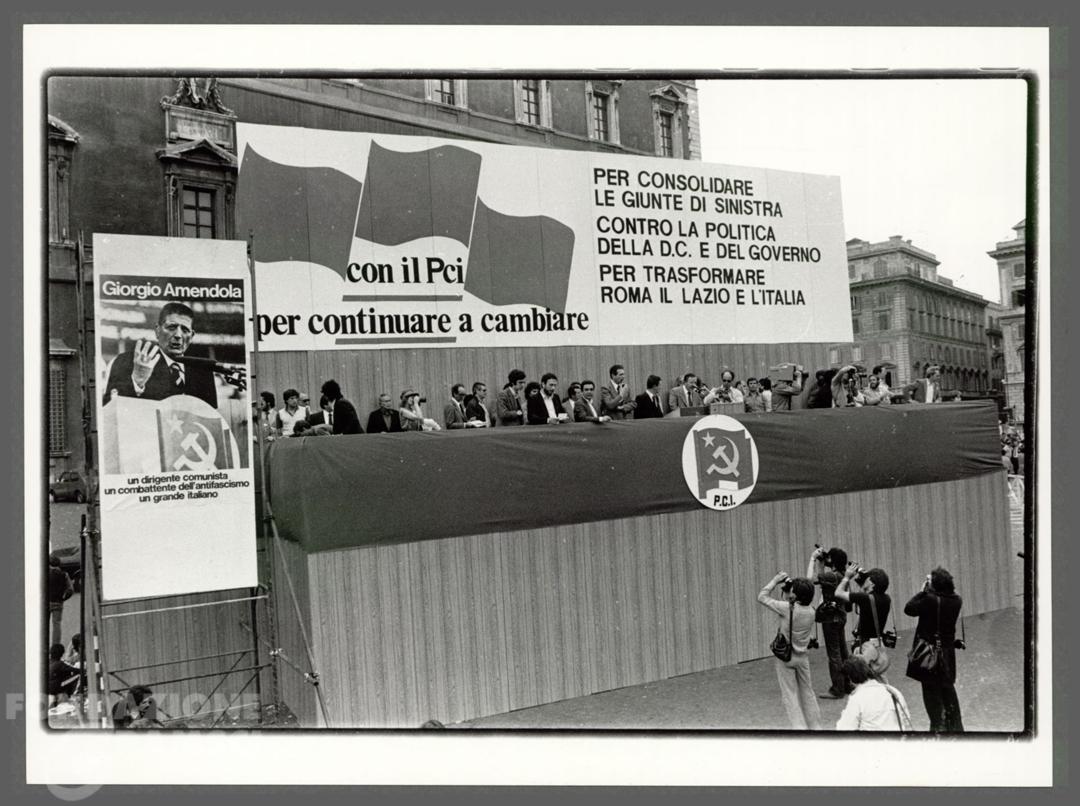 Giorgio Amendola
un dirigente comunista
un combattente dell'antifascismo
un grande italiano
con il Pci
per continuare a cambiare
PER CONSOLIDARE
LE GIUNTE DI SINISTRA
CONTRO LA POLITICA
DELLA D.C. E DEL GOVERNO
PER TRASFORMARE
ROMA IL LAZIO E L'ITALIA
P.C.I.
FONDAZIONE